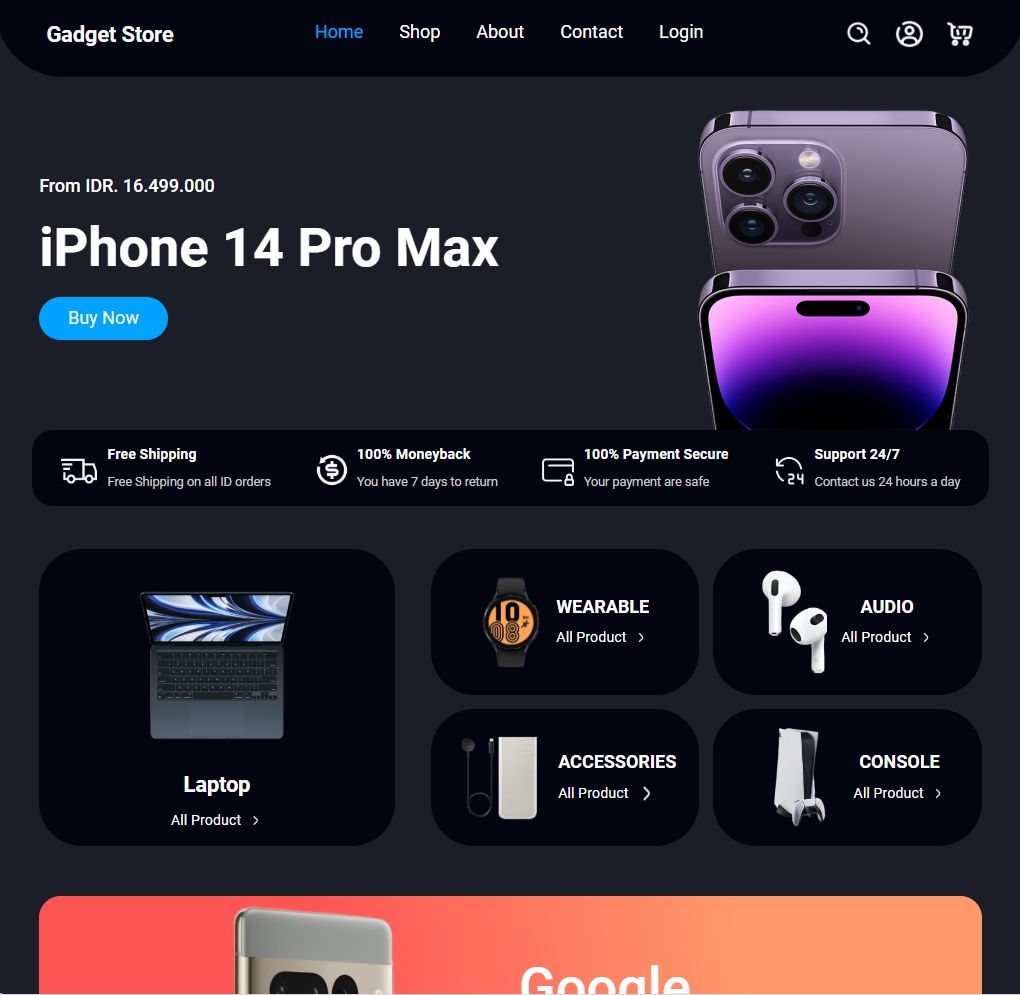 Gadget Store
Home Shop About Contact Login
From IDR. 16.499.000
iPhone 14 Pro Max
Buy Now
Free Shipping
Free Shipping on all ID orders
100% Moneyback
You have 7 days to return
100% Payment Secure
Your payment are safe
Support 24/7
Contact us 24 hours a day
24
Laptop
All Product
10
08
WEARABLE
All Product
AUDIO
All Product
ACCESSORIES
All Product
CONSOLE
All Product
Google